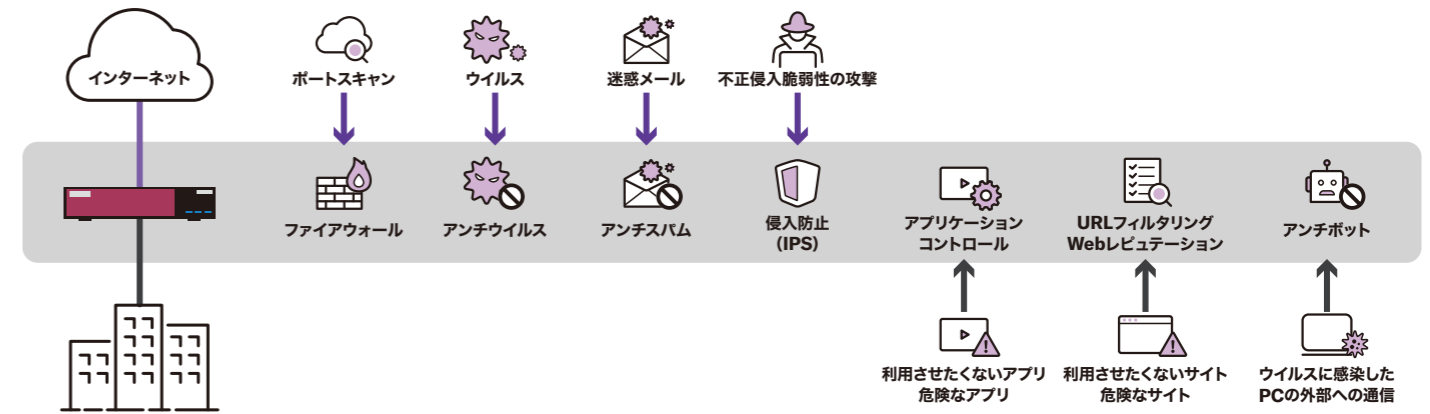 インターネット
ポートスキャン
ウイルス
迷惑メール
不正侵入脆弱性の攻撃
ファイアウォール
アンチウイルス
アンチスパム
侵入防止
(IPS)
アプリケーション
コントロール
URLフィルタリング
Webレピュテーション
アンチボット
利用させたくないアプリ
危険なアプリ
利用させたくないサイト
危険なサイト
ウイルスに感染した
PCの外部への通信